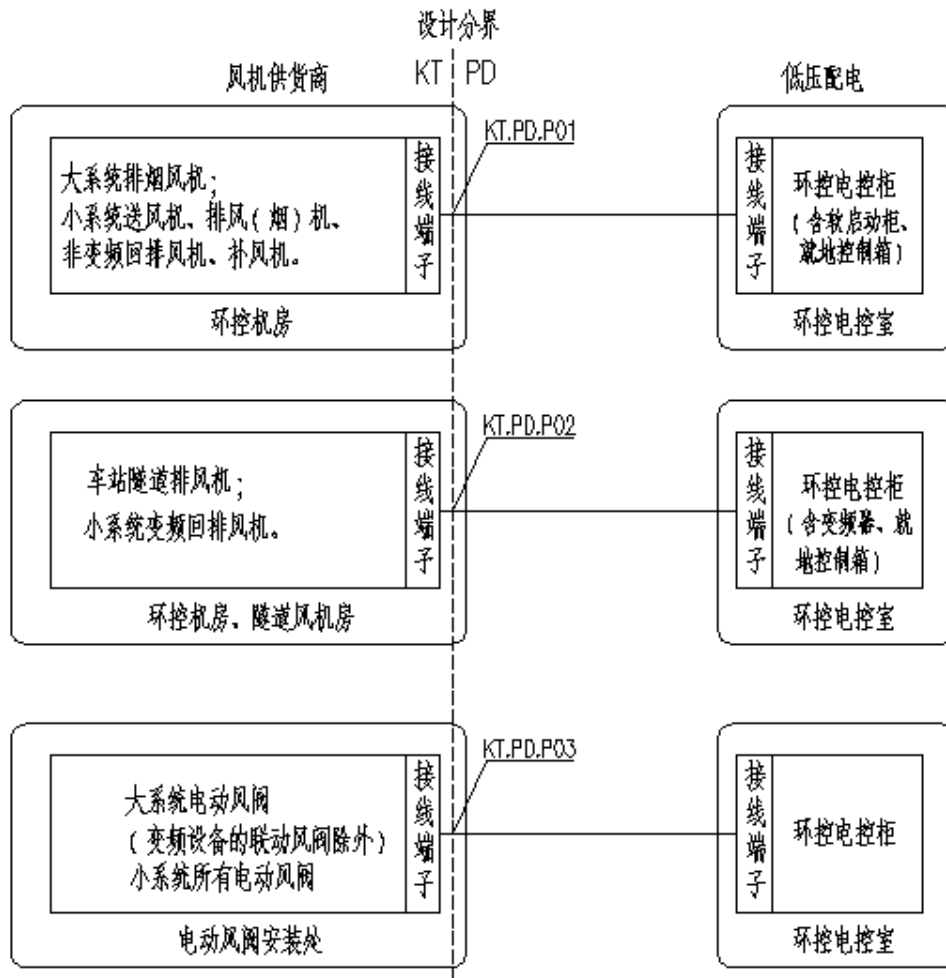 设计分界
风机供货商 KT PD 低压配电
KT.PD.P01
大系统排烟风机；
小系统送风机、排风（烟）机、
非变频回排风机、补风机。
接线端子
环控机房
接线端子
环控电控柜
（含软启动柜、
就地控制箱）
环控电控室
KT.PD.P02
车站隧道排风机；
小系统变频回排风机。
接线端子
环控机房、隧道风机房
接线端子
环控电控柜
（含变频器、就
地控制箱）
环控电控室
KT.PD.P03
大系统电动风阀
（变频设备的联动风阀除外）
小系统所有电动风阀
接线端子
电动风阀安装处
接线端子
环控电控柜
环控电控室